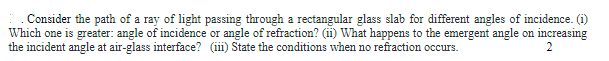 . Consider the path of a ray of light passing through a rectangular glass slab for different angles of incidence. (i)
Which one is greater: angle of incidence or angle of refraction? (ii) What happens to the emergent angle on increasing
the incident angle at air-glass interface? (iii) State the conditions when no refraction occurs. 2